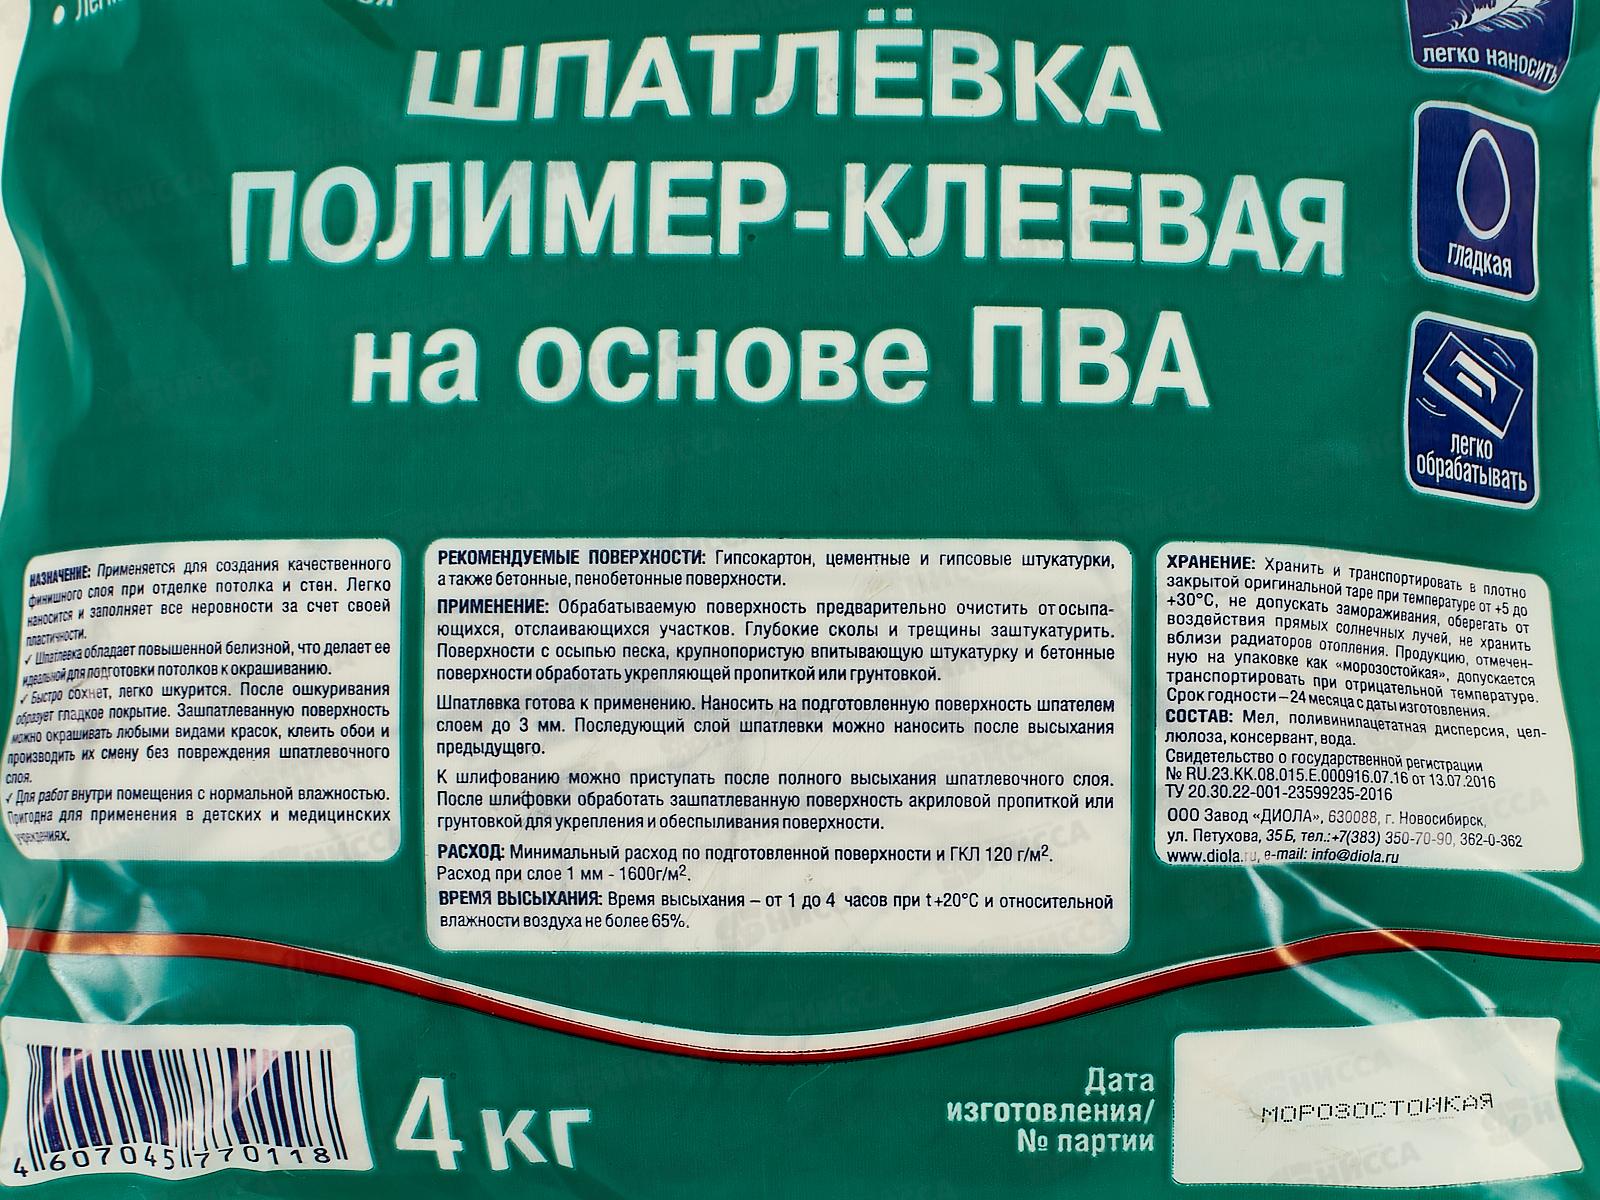 ШПАТЛЁВКА
ПОЛИМЕР-КЛЕЕВАЯ
на основе ПВА
легко наносить
гладкая
легко
обрабатывать
НАЗНАЧЕНИЕ: Применяется для создания качественного
финишного слоя при отделке потолка и стен. Легко
наносится и заполняет все неровности за счет своей
пластичности.
✓ Шпатлевка обладает повышенной белизной, что делает ее
идеальной для подготовки потолков к окрашиванию.
✓ Быстро сохнет, легко шкурится. После ошкуривания
образует гладкое покрытие. Зашпатлеванную поверхность
можно окрашивать любыми видами красок, клеить обои и
производить их смену без повреждения шпатлевочного
слоя.
✓ Для работ внутри помещения с нормальной влажностью.
Пригодна для применения в детских и медицинских
учреждениях.
РЕКОМЕНДУЕМЫЕ ПОВЕРХНОСТИ: Гипсокартон, цементные и гипсовые штукатурки,
а также бетонные, пенобетонные поверхности.
ПРИМЕНЕНИЕ: Обрабатываемую поверхность предварительно очистить от осыпа-
ющихся, отслаивающихся участков. Глубокие сколы и трещины заштукатурить.
Поверхности с осыпью песка, крупнопористую впитывающую штукатурку и бетонные
поверхности обработать укрепляющей пропиткой или грунтовкой.
Шпатлевка готова к применению. Наносить на подготовленную поверхность шпателем
слоем до 3 мм. Последующий слой шпатлевки можно наносить после высыхания
предыдущего.
К шлифованию можно приступать после полного высыхания шпатлевочного слоя.
После шлифовки обработать зашпатлеванную поверхность акриловой пропиткой или
грунтовкой для укрепления и обеспыливания поверхности.
РАСХОД: Минимальный расход по подготовленной поверхности и ГКЛ 120 г/м².
Расход при слое 1 мм - 1600г/м².
ВРЕМЯ ВЫСЫХАНИЯ: Время высыхания – от 1 до 4 часов при t+20°C и относительной
влажности воздуха не более 65%.
ХРАНЕНИЕ: Хранить и транспортировать в плотно
закрытой оригинальной таре при температуре от +5 до
+30°C, не допускать замораживания, оберегать от
воздействия прямых солнечных лучей, не хранить
вблизи радиаторов отопления. Продукцию, отмечен-
ную на упаковке как «морозостойкая», допускается
транспортировать при отрицательной температуре.
Срок годности – 24 месяца с даты изготовления.
СОСТАВ: Мел, поливинилацетатная дисперсия, цел-
люлоза, консервант, вода.
Свидетельство о государственной регистрации
№ RU.23.КК.08.015.Е.000916.07.16 от 13.07.2016
ТУ 20.30.22-001-23599235-2016
ООО Завод «ДИОЛА», 630088, г. Новосибирск,
ул. Петухова, 35Б, тел.:+7(383) 350-70-90, 362-0-362
www.diola.ru, e-mail: info@diola.ru
4 607045 770118
4 кг
Дата
изготовления/
№ партии
МОРОЗОСТОЙКАЯ